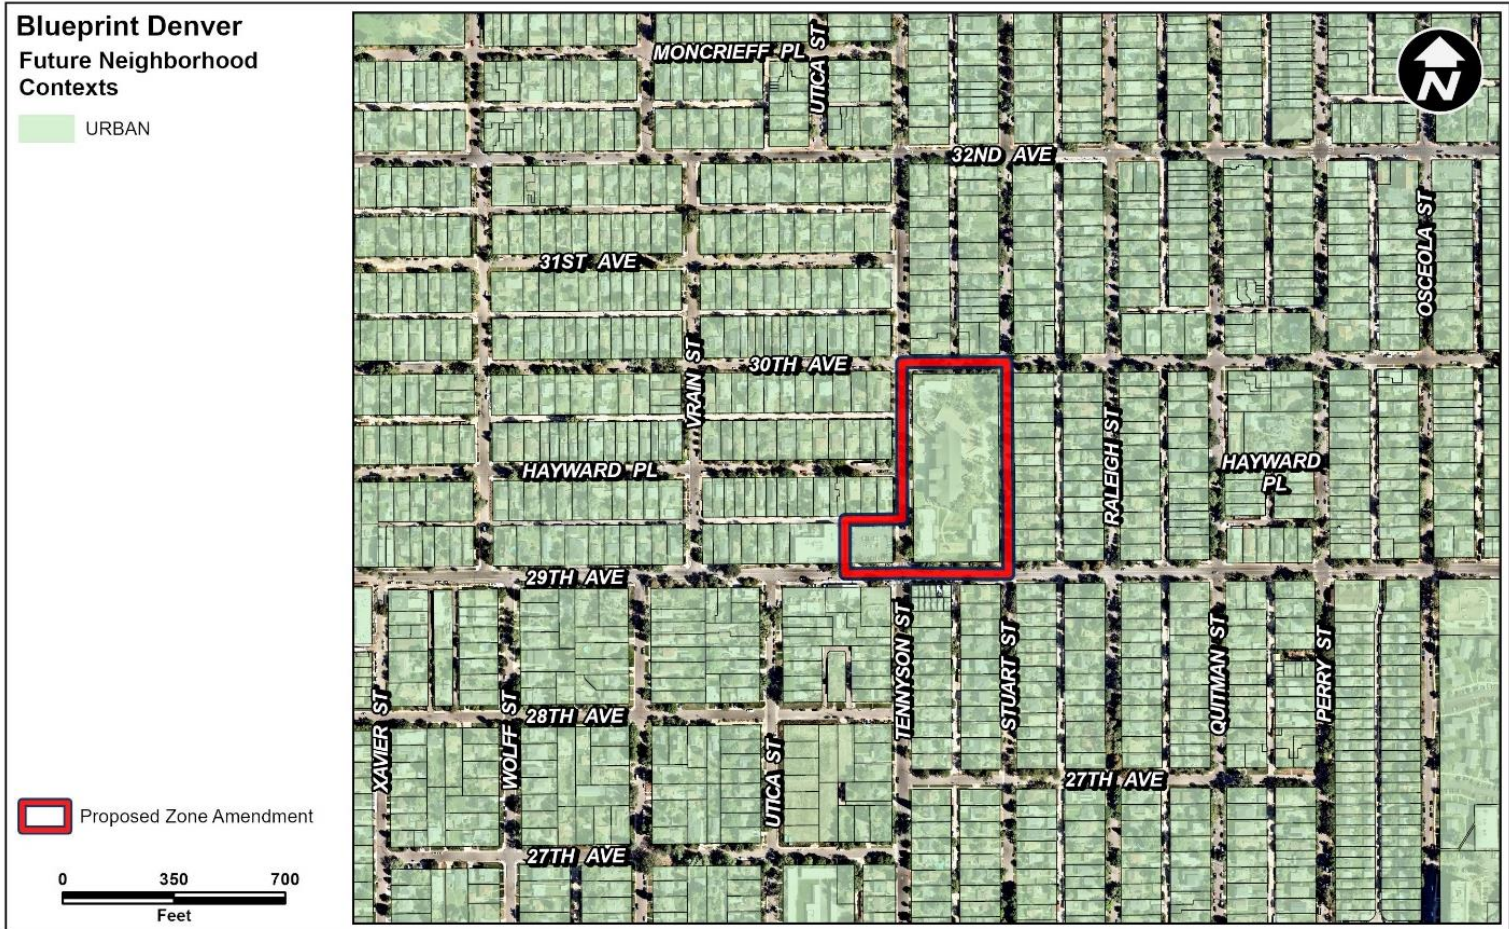 Blueprint Denver
Future Neighborhood
Contexts
URBAN
MONCRIEFF PL
UTICA ST
N
32ND AVE
OSCEOLA ST
31ST AVE
VRAIN ST
30TH AVE
RALEIGH ST
HAYWARD PL
HAYWARD
PL
29TH AVE
TENNYSON ST
STUART ST
QUITMAN ST
PERRY ST
XAVIER ST
WOLFF ST
28TH AVE
UTICA ST
27TH AVE
27TH AVE
Proposed Zone Amendment
0 350 700
Feet